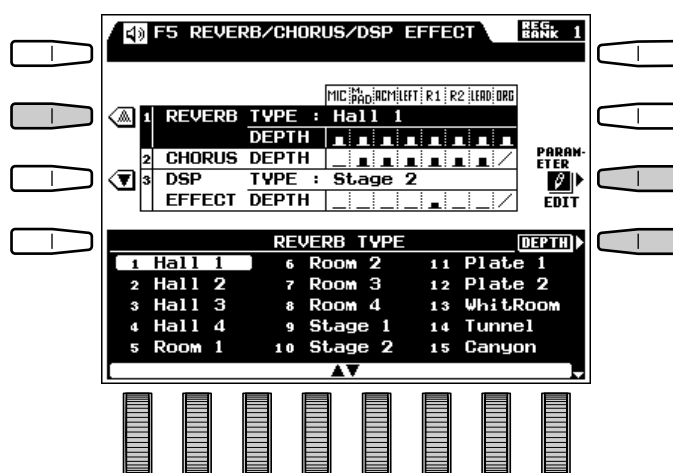 F5 REVERB/CHORUS/DSP EFFECT REG. BANK 1
MIC M. PAD ACM LEFT R1 R2 LEAD ORG
1 REVERB TYPE : Hall 1
DEPTH
2 CHORUS DEPTH
3 DSP TYPE : Stage 2
EFFECT DEPTH
PARAM-
ETER
EDIT
REVERB TYPE DEPTH
1 Hall 1 6 Room 2 11 Plate 1
2 Hall 2 7 Room 3 12 Plate 2
3 Hall 3 8 Room 4 13 WhitRoom
4 Hall 4 9 Stage 1 14 Tunnel
5 Room 1 10 Stage 2 15 Canyon